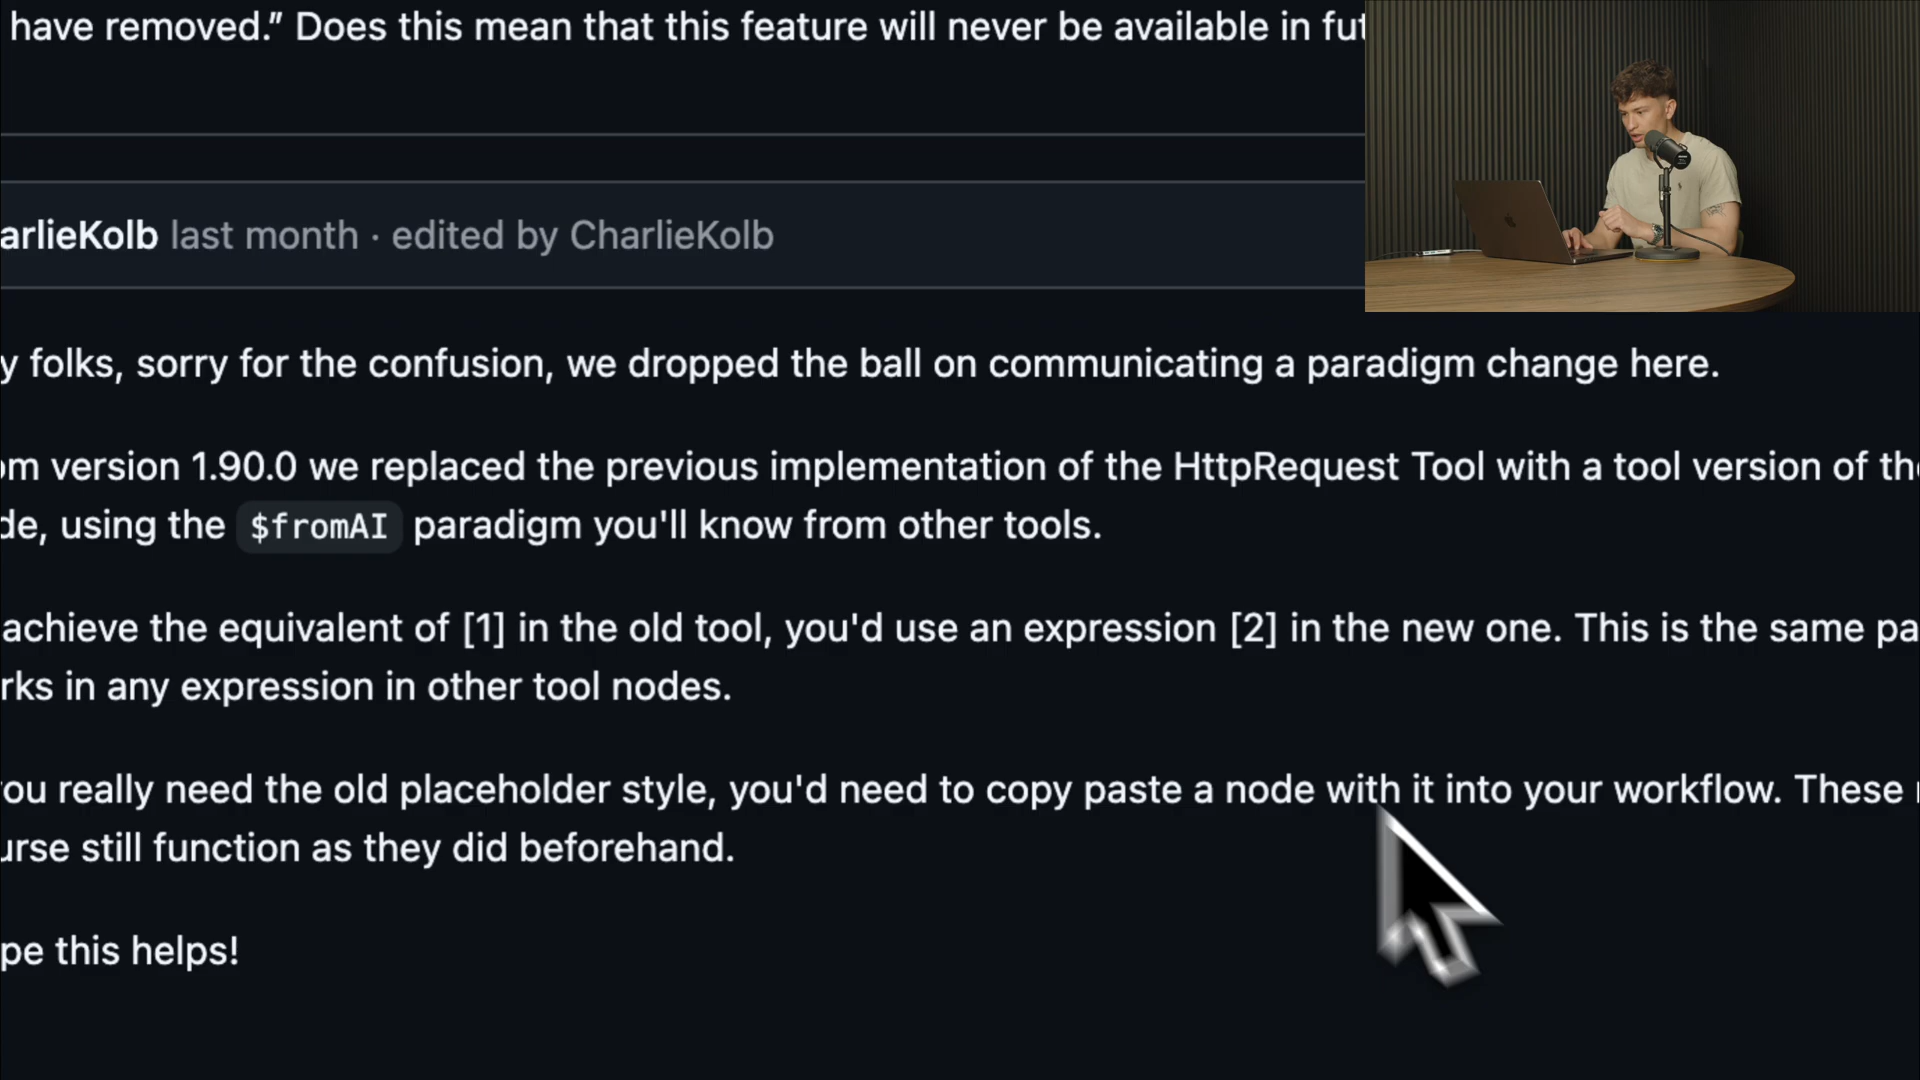 have removed.” Does this mean that this feature will never be available in fut
arlieKolb last month · edited by CharlieKolb
y folks, sorry for the confusion, we dropped the ball on communicating a paradigm change here.
om version 1.90.0 we replaced the previous implementation of the HttpRequest Tool with a tool version of the
de, using the $fromAI paradigm you'll know from other tools.
achieve the equivalent of [1] in the old tool, you'd use an expression [2] in the new one. This is the same pa
rks in any expression in other tool nodes.
ou really need the old placeholder style, you'd need to copy paste a node with it into your workflow. These
urse still function as they did beforehand.
pe this helps!